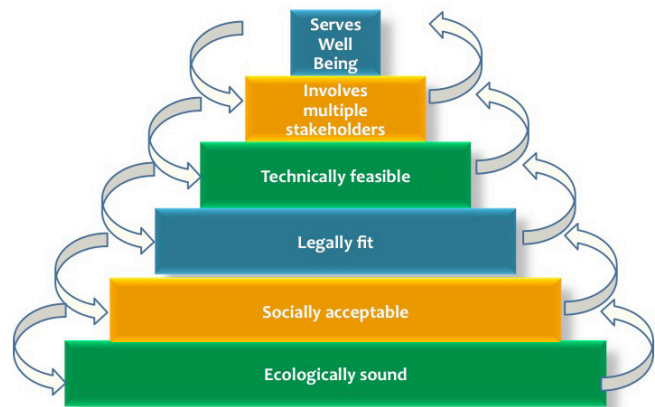 Serves
Well
Being
Involves
multiple
stakeholders
Technically feasible
Legally fit
Socially acceptable
Ecologically sound